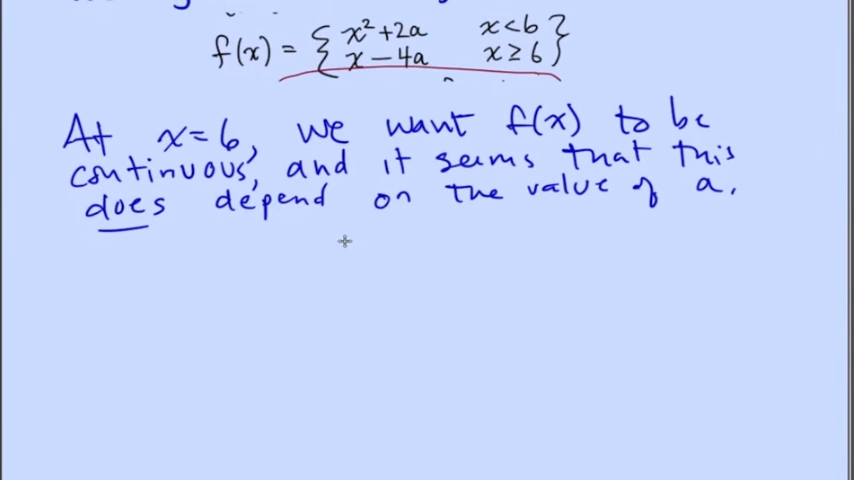 f(x) = { x² + 2a x < 6 }
x − 4a x ≥ 6
At x = 6, we want f(x) to be
continuous, and it seems that this
does depend on the value of a.